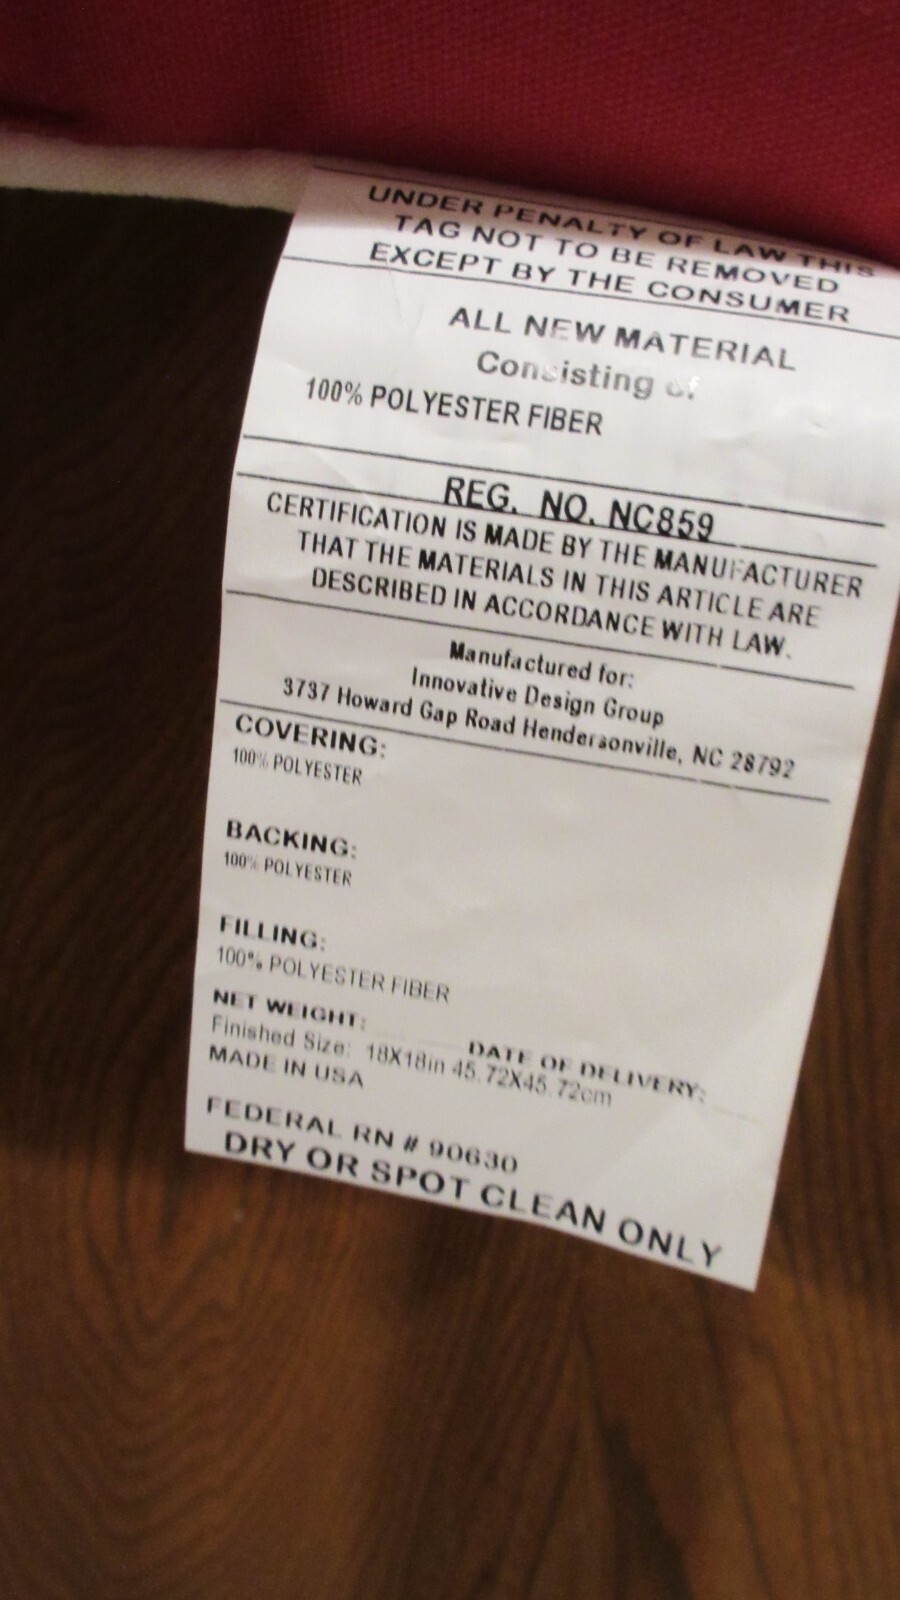 UNDER PENALTY OF LAW THIS
TAG NOT TO BE REMOVED
EXCEPT BY THE CONSUMER
ALL NEW MATERIAL
Consisting of
100% POLYESTER FIBER
REG. NO. NC859
CERTIFICATION IS MADE BY THE MANUFACTURER
THAT THE MATERIALS IN THIS ARTICLE ARE
DESCRIBED IN ACCORDANCE WITH LAW.
Manufactured for:
Innovative Design Group
3737 Howard Gap Road Hendersonville, NC 28792
COVERING:
100% POLYESTER
BACKING:
100% POLYESTER
FILLING:
100% POLYESTER FIBER
NET WEIGHT: DATE OF DELIVERY:
Finished Size: 18X18in 45.72X45.72cm
MADE IN USA
FEDERAL RN # 90630
DRY OR SPOT CLEAN ONLY